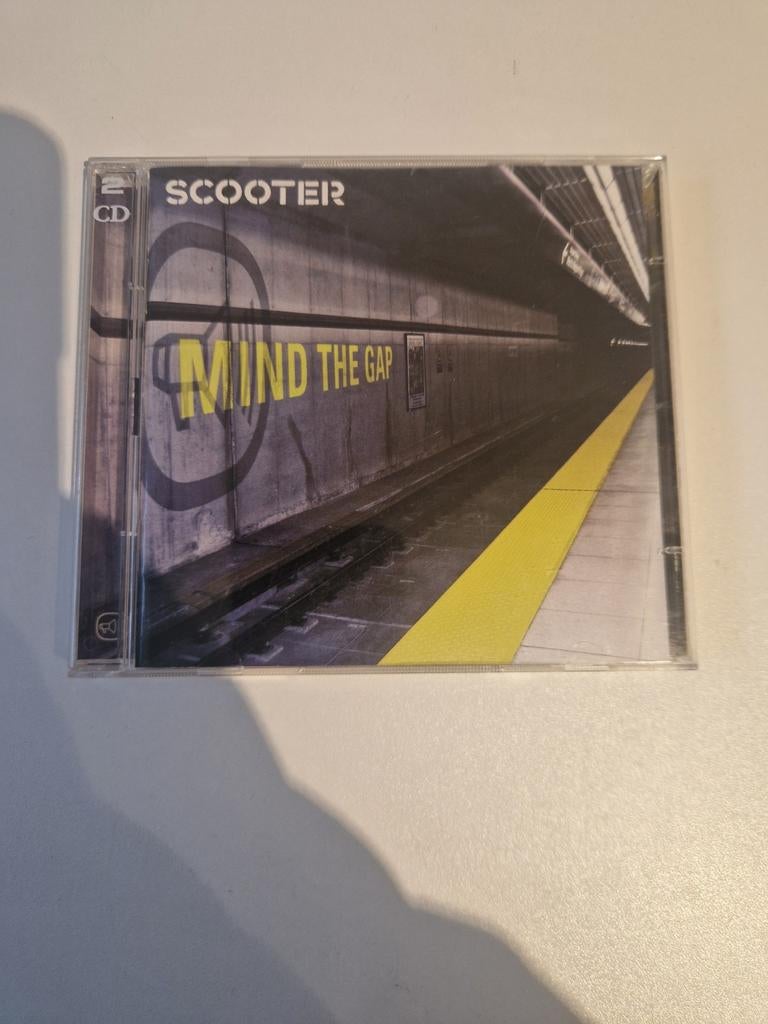 2
CD
SCOOTER
MIND THE GAP